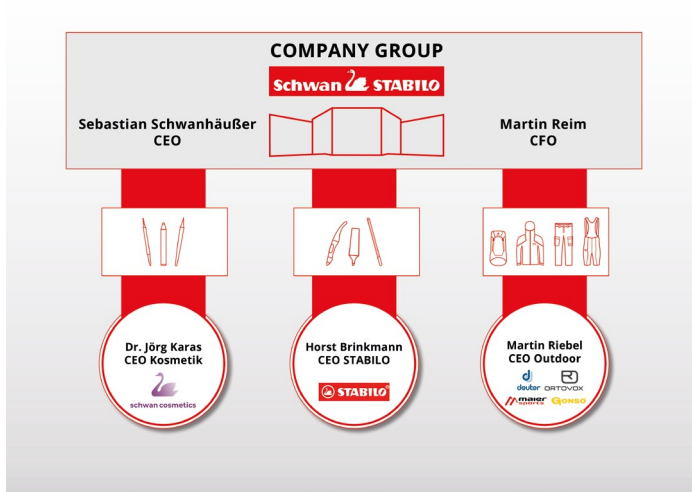 COMPANY GROUP
Schwan STABILO
Sebastian Schwanhäußer
CEO
Martin Reim
CFO
Dr. Jörg Karas
CEO Kosmetik
schwan cosmetics
Horst Brinkmann
CEO STABILO
STABILO®
Martin Riebel
CEO Outdoor
deuter
ORTOVOX
maier
sports
GONSO